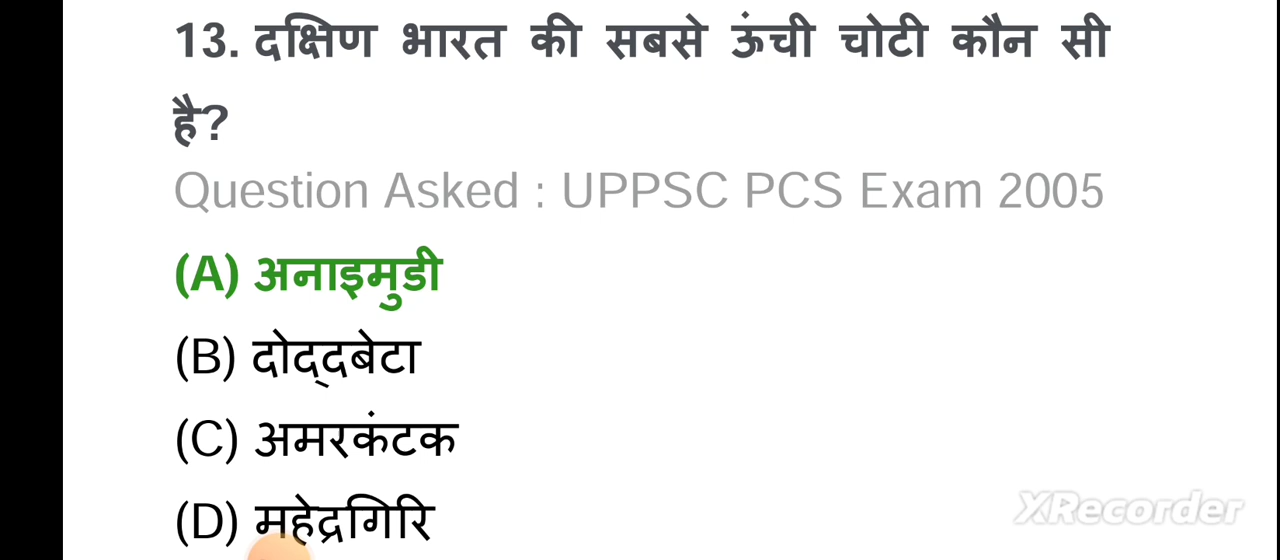 13. दक्षिण भारत की सबसे ऊंची चोटी कौन सी
है?
Question Asked : UPPSC PCS Exam 2005
(A) अनाइमुडी
(B) दोद्दबेटा
(C) अमरकंटक
(D) महेद्रगिरि
XRecorder